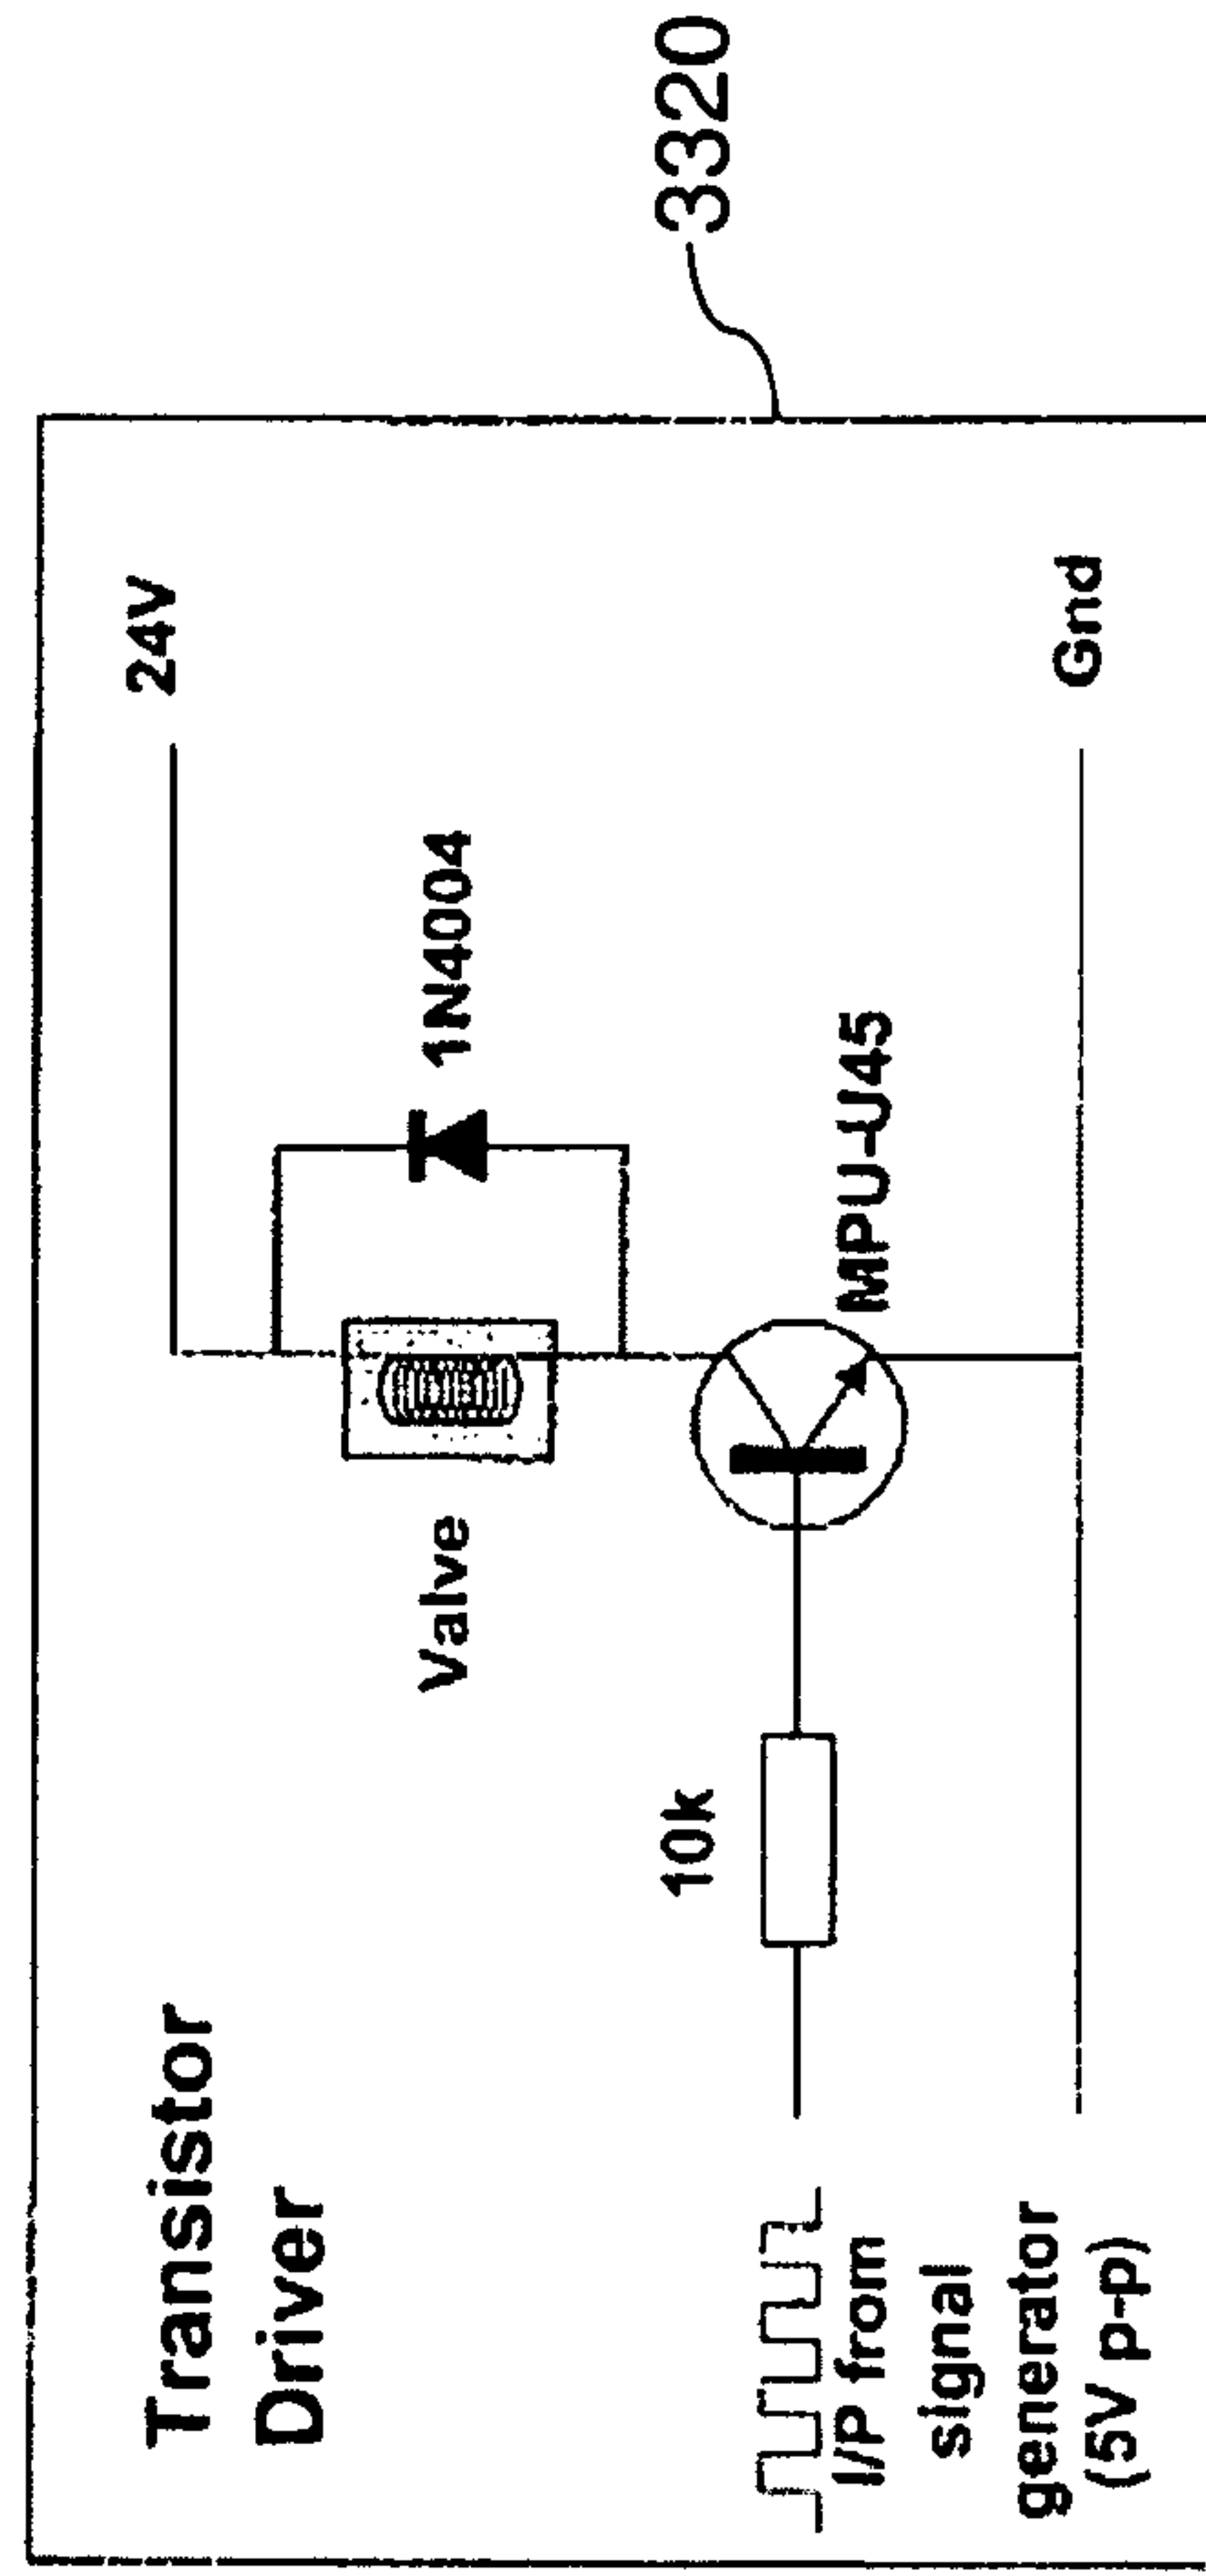 Transistor
Driver
24V
1N4004
Valve
10k
MPU-U45
I/P from
signal
generator
(5V p-p)
Gnd
3320